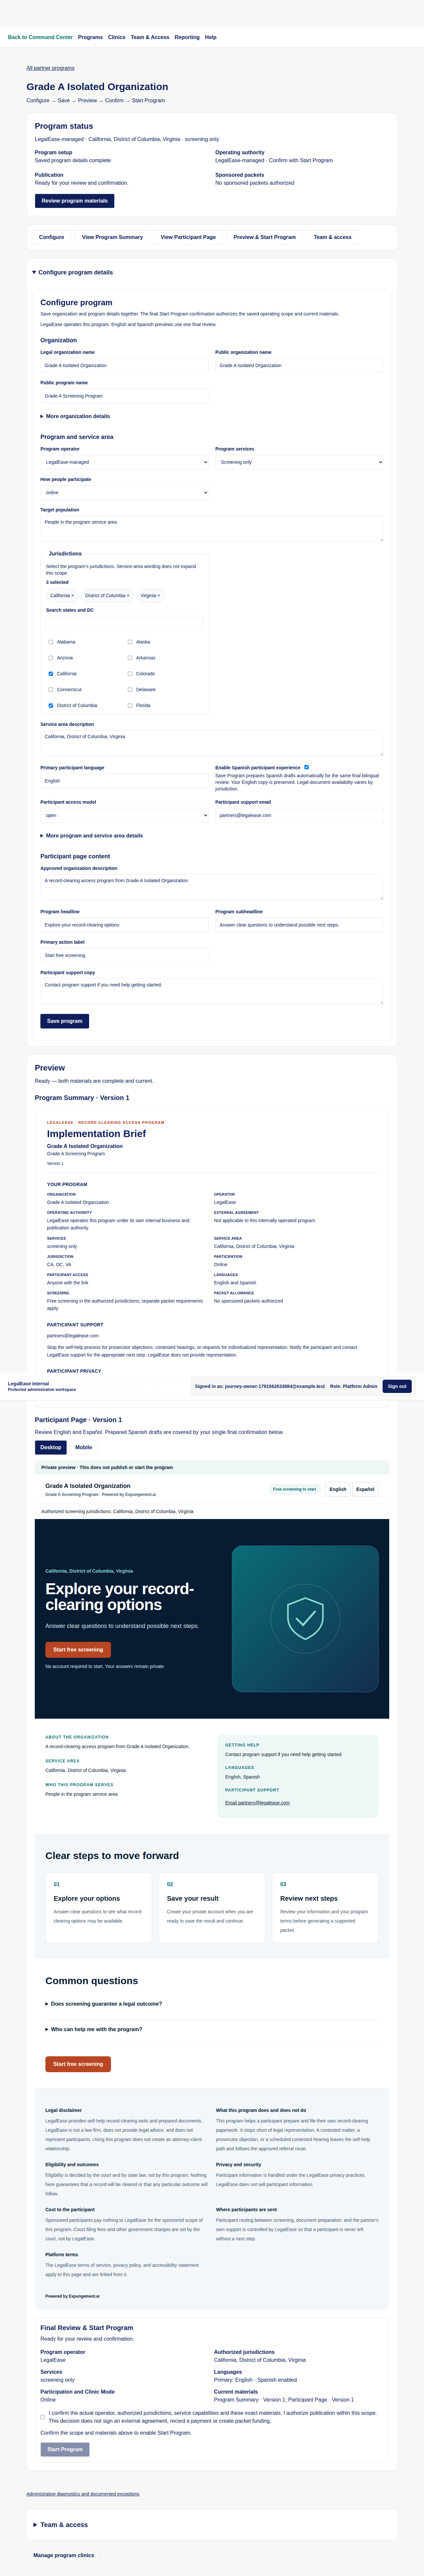 Back to Command Center Programs Clinics Team & Access Reporting Help
All partner programs
Grade A Isolated Organization
Configure → Save → Preview → Confirm → Start Program
Program status
LegalEase-managed · California, District of Columbia, Virginia · screening only
Program setup
Saved program details complete
Operating authority
LegalEase-managed · Confirm with Start Program
Publication
Ready for your review and confirmation.
Sponsored packets
No sponsored packets authorized
Review program materials
Configure View Program Summary View Participant Page Preview & Start Program Team & access
▼ Configure program details
Configure program
Save organization and program details together. The final Start Program confirmation authorizes the saved operating scope and current materials.
LegalEase operates this program. English and Spanish previews use one final review.
Organization
Legal organization name
Grade A Isolated Organization
Public organization name
Grade A Isolated Organization
Public program name
Grade A Screening Program
▶ More organization details
Program and service area
Program operator
LegalEase-managed
Program services
Screening only
How people participate
online
Target population
People in the program service area
Jurisdictions
Select the program's jurisdictions. Service-area wording does not expand
this scope.
3 selected
California × District of Columbia × Virginia ×
Search states and DC
Alabama Alaska
Arizona Arkansas
California Colorado
Connecticut Delaware
District of Columbia Florida
Service area description
California, District of Columbia, Virginia
Primary participant language
English
Enable Spanish participant experience
Save Program prepares Spanish drafts automatically for the same final bilingual
review. Your English copy is preserved. Legal-document availability varies by
jurisdiction.
Participant access model
open
Participant support email
partners@legalease.com
▶ More program and service area details
Participant page content
Approved organization description
A record-clearing access program from Grade A Isolated Organization.
Program headline
Explore your record-clearing options
Program subheadline
Answer clear questions to understand possible next steps.
Primary action label
Start free screening
Participant support copy
Contact program support if you need help getting started.
Save program
Preview
Ready — both materials are complete and current.
Program Summary · Version 1
LEGALEASE · RECORD CLEARING ACCESS PROGRAM
Implementation Brief
Grade A Isolated Organization
Grade A Screening Program
Version 1
YOUR PROGRAM
ORGANIZATION
Grade A Isolated Organization
OPERATOR
LegalEase
OPERATING AUTHORITY
LegalEase operates this program under its own internal business and
publication authority.
EXTERNAL AGREEMENT
Not applicable to this internally operated program
SERVICES
screening only
SERVICE AREA
California, District of Columbia, Virginia
JURISDICTION
CA, DC, VA
PARTICIPATION
Online
PARTICIPANT ACCESS
Anyone with the link
LANGUAGES
English and Spanish
SCREENING
Free screening in the authorized jurisdictions; separate packet requirements
apply
PACKET ALLOWANCE
No sponsored packets authorized
PARTICIPANT SUPPORT
partners@legalease.com
Stop the self-help process for prosecutor objections, contested hearings, or requests for individualized representation. Notify the participant and contact
LegalEase support for the appropriate next step. LegalEase does not provide representation.
PARTICIPANT PRIVACY
LegalEase Internal
Protected administrative workspace
Signed in as: journey-owner-1791562633884@example.test Role: Platform Admin Sign out
Participant Page · Version 1
Review English and Español. Prepared Spanish drafts are covered by your single final confirmation below.
Desktop Mobile
Private preview · This does not publish or start the program
Grade A Isolated Organization
Grade A Screening Program · Powered by Expungement.ai
Free screening to start English Español
Authorized screening jurisdictions: California, District of Columbia, Virginia
California, District of Columbia, Virginia
Explore your record-
clearing options
Answer clear questions to understand possible next steps.
Start free screening
No account required to start. Your answers remain private.
ABOUT THE ORGANIZATION
A record-clearing access program from Grade A Isolated Organization.
SERVICE AREA
California, District of Columbia, Virginia
WHO THIS PROGRAM SERVES
People in the program service area
GETTING HELP
Contact program support if you need help getting started.
LANGUAGES
English, Spanish
PARTICIPANT SUPPORT
Email partners@legalease.com
Clear steps to move forward
01
Explore your options
Answer clear questions to see what record-
clearing options may be available.
02
Save your result
Create your private account when you are
ready to save the result and continue.
03
Review next steps
Review your information and your program
terms before generating a supported
packet.
Common questions
▶ Does screening guarantee a legal outcome?
▶ Who can help me with the program?
Start free screening
Legal disclaimer
LegalEase provides self-help record-clearing tools and prepared documents.
LegalEase is not a law firm, does not provide legal advice, and does not
represent participants. Using this program does not create an attorney-client
relationship.
What this program does and does not do
This program helps a participant prepare and file their own record-clearing
paperwork. It stops short of legal representation. A contested matter, a
prosecutor objection, or a scheduled contested hearing leaves the self-help
path and follows the approved referral route.
Eligibility and outcomes
Eligibility is decided by the court and by state law, not by this program. Nothing
here guarantees that a record will be cleared or that any particular outcome will
follow.
Privacy and security
Participant information is handled under the LegalEase privacy practices.
LegalEase does not sell participant information.
Cost to the participant
Sponsored participants pay nothing to LegalEase for the sponsored scope of
this program. Court filing fees and other government charges are set by the
court, not by LegalEase.
Where participants are sent
Participant routing between screening, document preparation, and the partner's
own support is controlled by LegalEase so that a participant is never left
without a next step.
Platform terms
The LegalEase terms of service, privacy policy, and accessibility statement
apply to this page and are linked from it.
Powered by Expungement.ai
Final Review & Start Program
Ready for your review and confirmation.
Program operator
LegalEase
Authorized jurisdictions
California, District of Columbia, Virginia
Services
screening only
Languages
Primary: English · Spanish enabled
Participation and Clinic Mode
Online
Current materials
Program Summary · Version 1; Participant Page · Version 1
I confirm the actual operator, authorized jurisdictions, service capabilities and these exact materials. I authorize publication within this scope.
This decision does not sign an external agreement, record a payment or create packet funding.
Confirm the scope and materials above to enable Start Program.
Start Program
Administrative diagnostics and documented exceptions
▶ Team & access
Manage program clinics